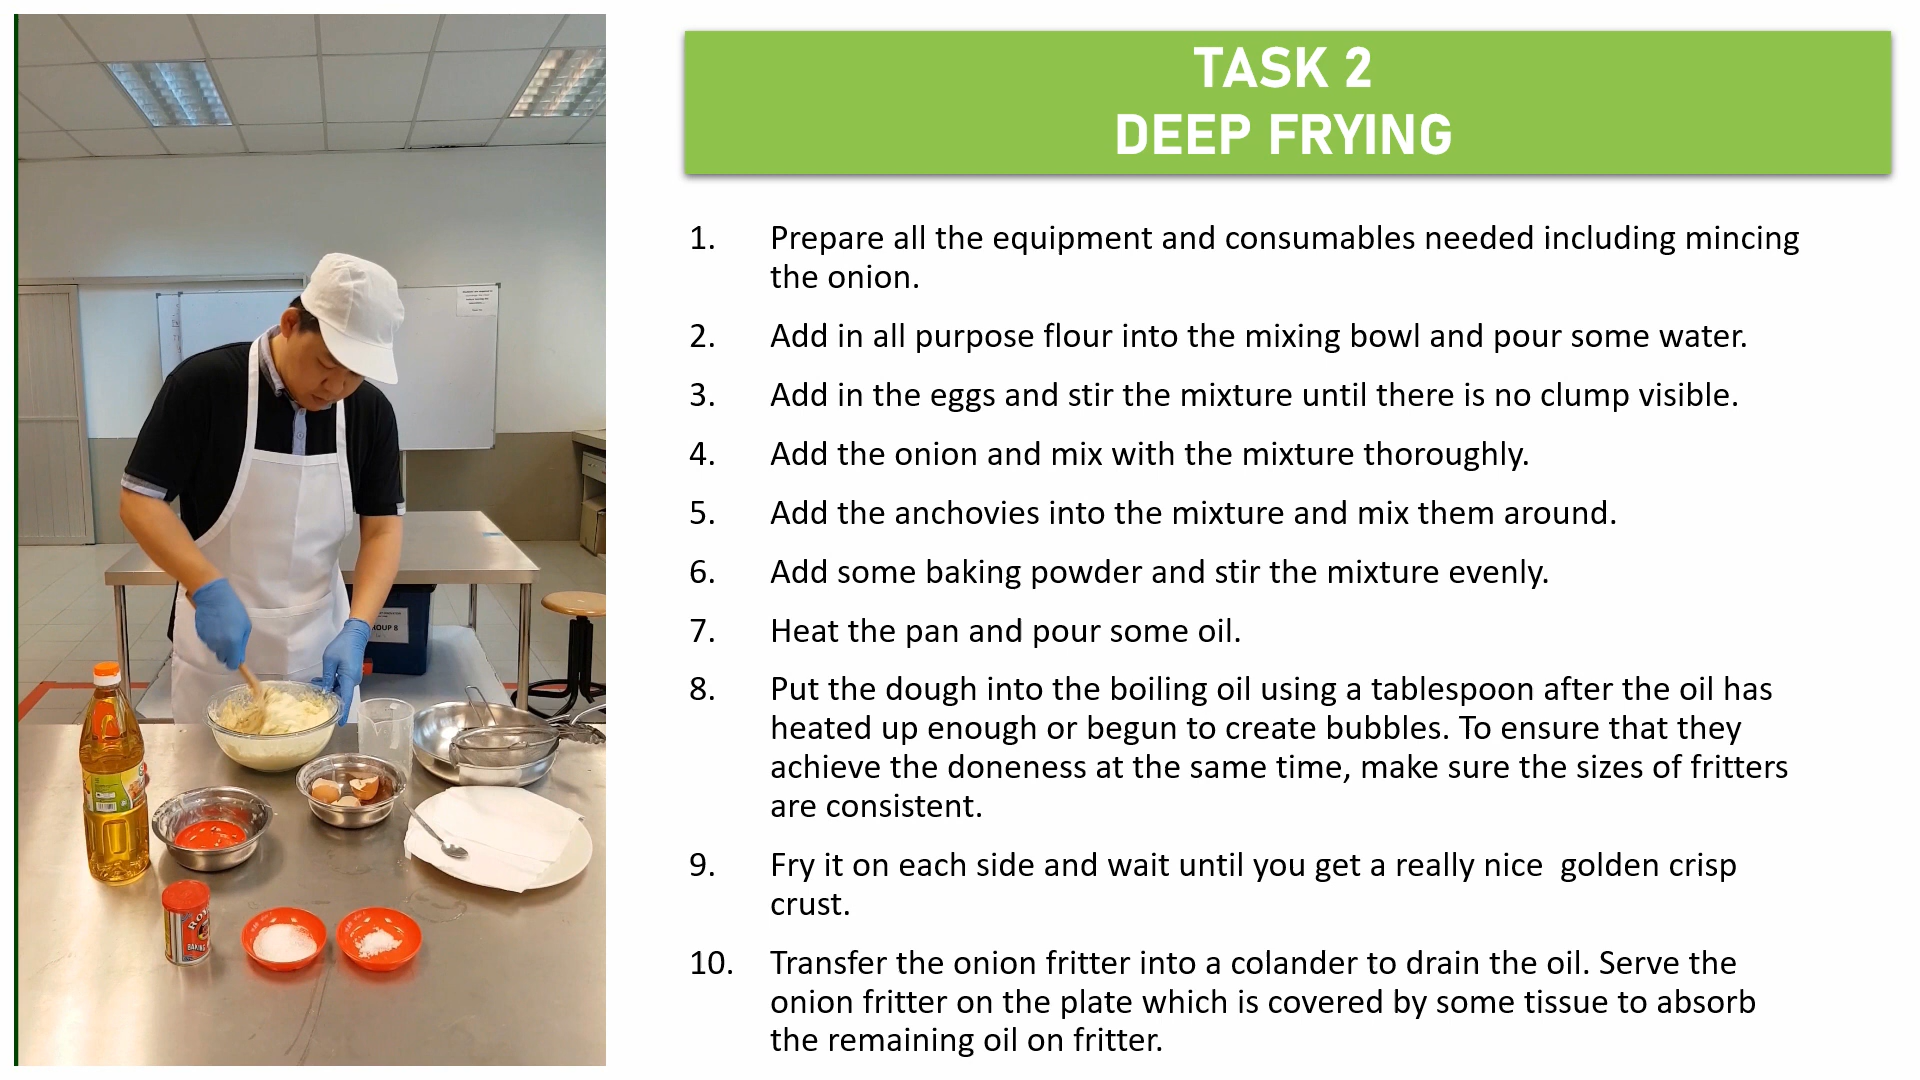 TASK 2
DEEP FRYING
1. Prepare all the equipment and consumables needed including mincing
the onion.
2. Add in all purpose flour into the mixing bowl and pour some water.
3. Add in the eggs and stir the mixture until there is no clump visible.
4. Add the onion and mix with the mixture thoroughly.
5. Add the anchovies into the mixture and mix them around.
6. Add some baking powder and stir the mixture evenly.
7. Heat the pan and pour some oil.
8. Put the dough into the boiling oil using a tablespoon after the oil has
heated up enough or begun to create bubbles. To ensure that they
achieve the doneness at the same time, make sure the sizes of fritters
are consistent.
9. Fry it on each side and wait until you get a really nice  golden crisp
crust.
10. Transfer the onion fritter into a colander to drain the oil. Serve the
onion fritter on the plate which is covered by some tissue to absorb
the remaining oil on fritter.
OUP 8